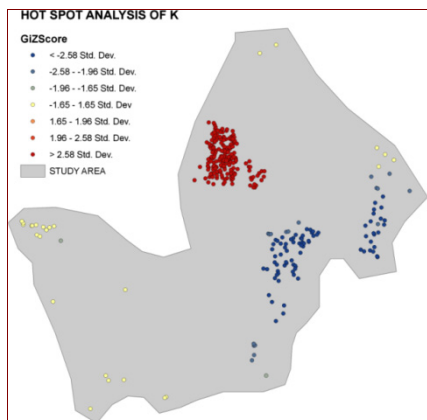 HOT SPOT ANALYSIS OF K
GiZScore
< -2.58 Std. Dev.
-2.58 - -1.96 Std. Dev.
-1.96 - -1.65 Std. Dev.
-1.65 - 1.65 Std. Dev
1.65 - 1.96 Std. Dev.
1.96 - 2.58 Std. Dev.
> 2.58 Std. Dev.
STUDY AREA